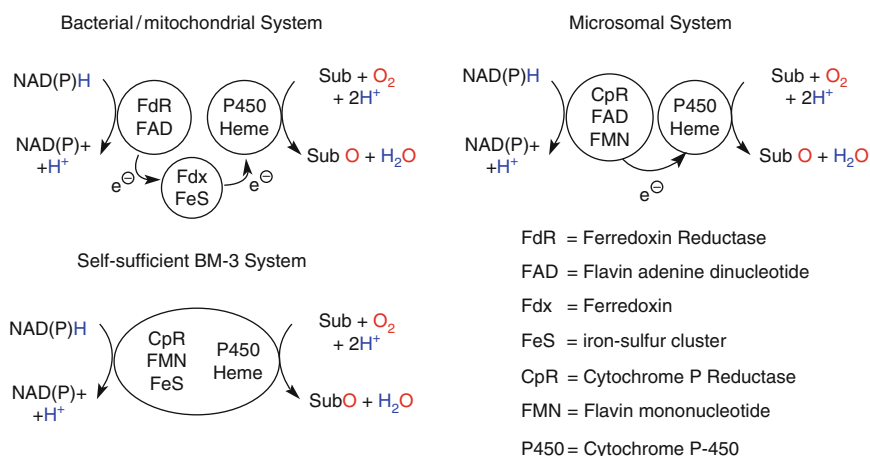 Bacterial/mitochondrial System
NAD(P)H
FdR
FAD
P450
Heme
Sub + O2
+ 2H+
NAD(P)+
+H+
e⊖
Fdx
FeS
e⊖
Sub O + H2O
Microsomal System
NAD(P)H
CpR
FAD
FMN
P450
Heme
Sub + O2
+ 2H+
NAD(P)+
+H+
e⊖
Sub O + H2O
Self-sufficient BM-3 System
NAD(P)H
CpR
FMN
FeS
P450
Heme
Sub + O2
+ 2H+
NAD(P)+
+H+
SubO + H2O
FdR = Ferredoxin Reductase
FAD = Flavin adenine dinucleotide
Fdx = Ferredoxin
FeS = iron-sulfur cluster
CpR = Cytochrome P Reductase
FMN = Flavin mononucleotide
P450 = Cytochrome P-450